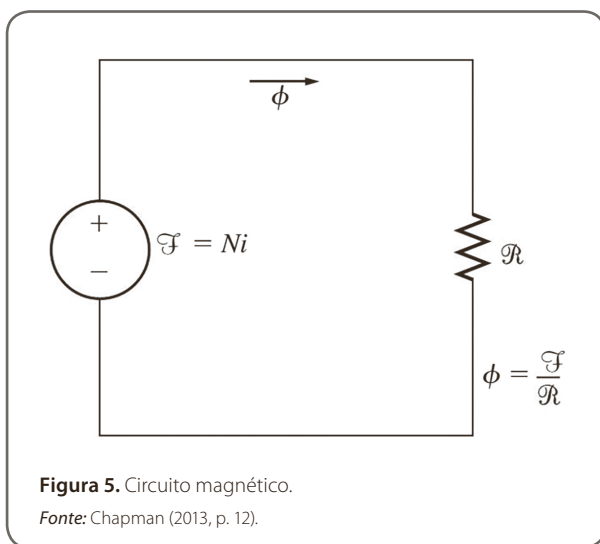 ϕ
+
ℱ = Ni
−
ℛ
ϕ = ℱ/ℛ
Figura 5. Circuito magnético.
Fonte: Chapman (2013, p. 12).